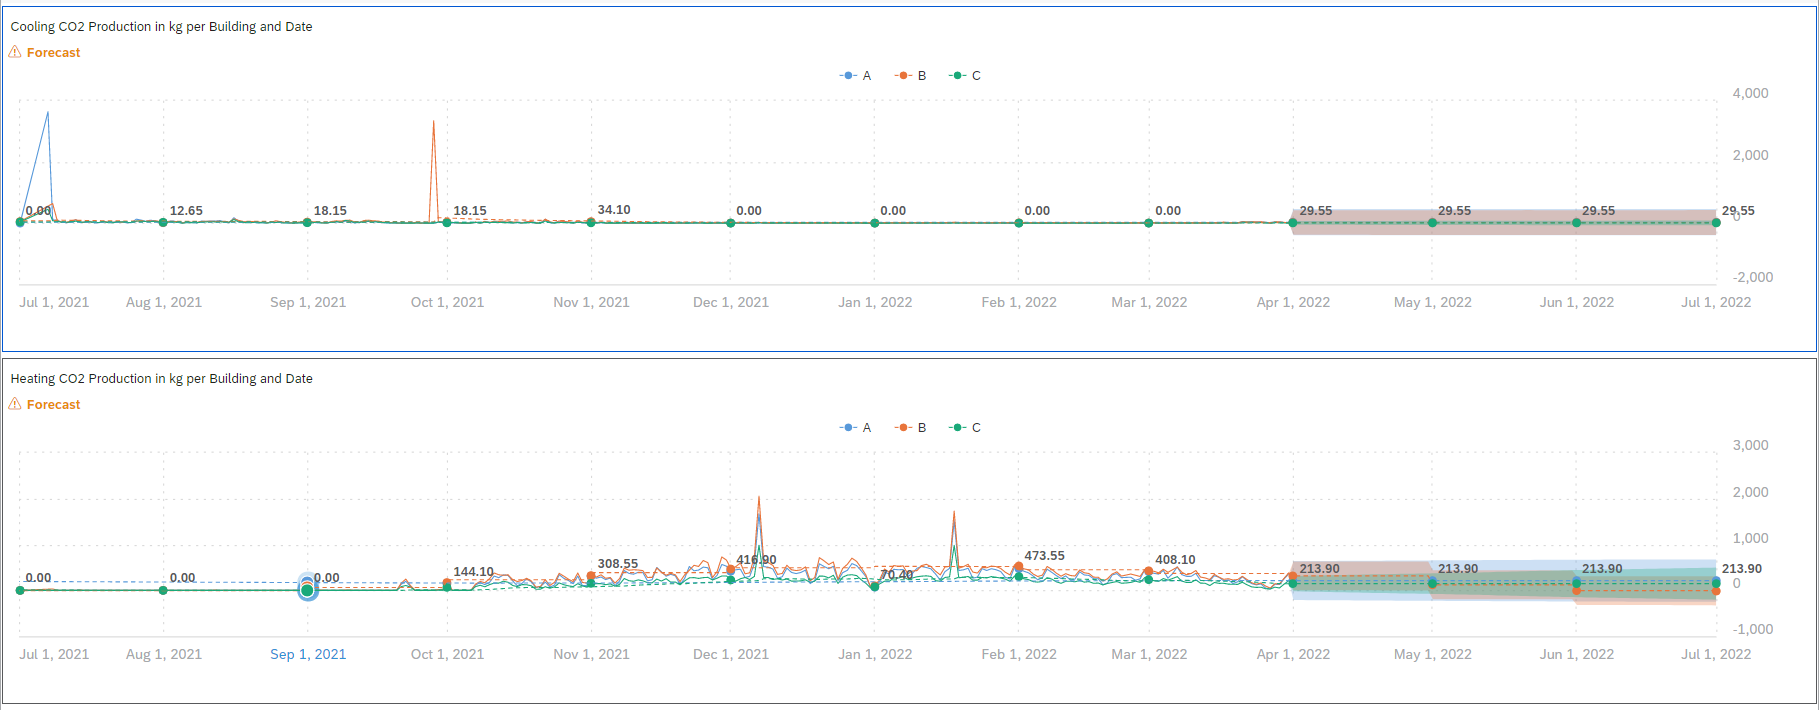 Cooling CO2 Production in kg per Building and Date
Forecast
A B C
4,000
2,000
0.00 12.65 18.15 18.15 34.10 0.00 0.00 0.00 0.00 29.55 29.55 29.55 29.55
0
-2,000
Jul 1, 2021 Aug 1, 2021 Sep 1, 2021 Oct 1, 2021 Nov 1, 2021 Dec 1, 2021 Jan 1, 2022 Feb 1, 2022 Mar 1, 2022 Apr 1, 2022 May 1, 2022 Jun 1, 2022 Jul 1, 2022
Heating CO2 Production in kg per Building and Date
Forecast
A B C
3,000
2,000
1,000
0.00 0.00 0.00 144.10 308.55 416.90 70.40 473.55 408.10 213.90 213.90 213.90 213.90
0
-1,000
Jul 1, 2021 Aug 1, 2021 Sep 1, 2021 Oct 1, 2021 Nov 1, 2021 Dec 1, 2021 Jan 1, 2022 Feb 1, 2022 Mar 1, 2022 Apr 1, 2022 May 1, 2022 Jun 1, 2022 Jul 1, 2022